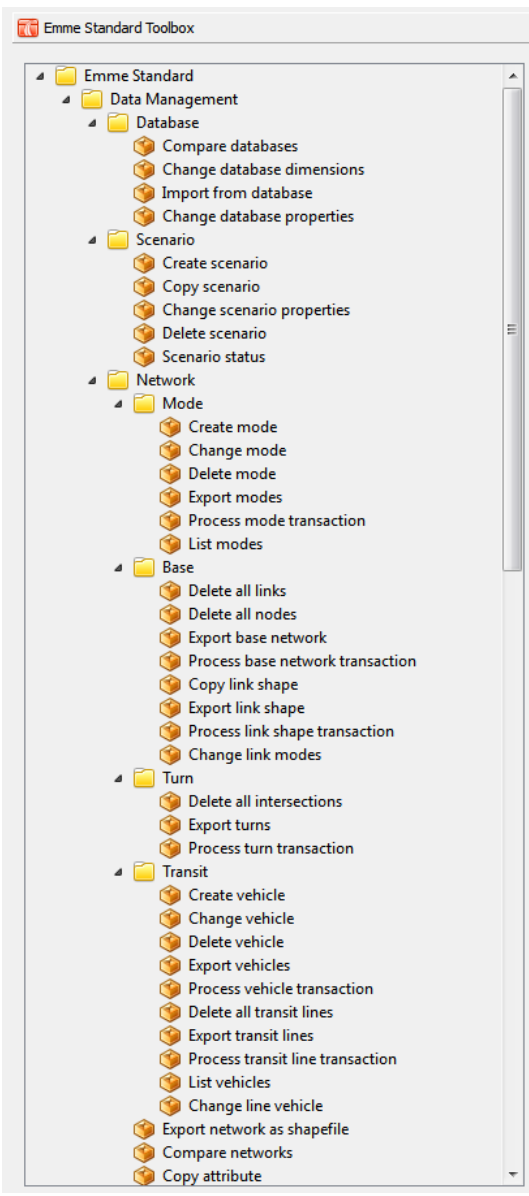 Emme Standard Toolbox
Emme Standard
Data Management
Database
Compare databases
Change database dimensions
Import from database
Change database properties
Scenario
Create scenario
Copy scenario
Change scenario properties
Delete scenario
Scenario status
Network
Mode
Create mode
Change mode
Delete mode
Export modes
Process mode transaction
List modes
Base
Delete all links
Delete all nodes
Export base network
Process base network transaction
Copy link shape
Export link shape
Process link shape transaction
Change link modes
Turn
Delete all intersections
Export turns
Process turn transaction
Transit
Create vehicle
Change vehicle
Delete vehicle
Export vehicles
Process vehicle transaction
Delete all transit lines
Export transit lines
Process transit line transaction
List vehicles
Change line vehicle
Export network as shapefile
Compare networks
Copy attribute